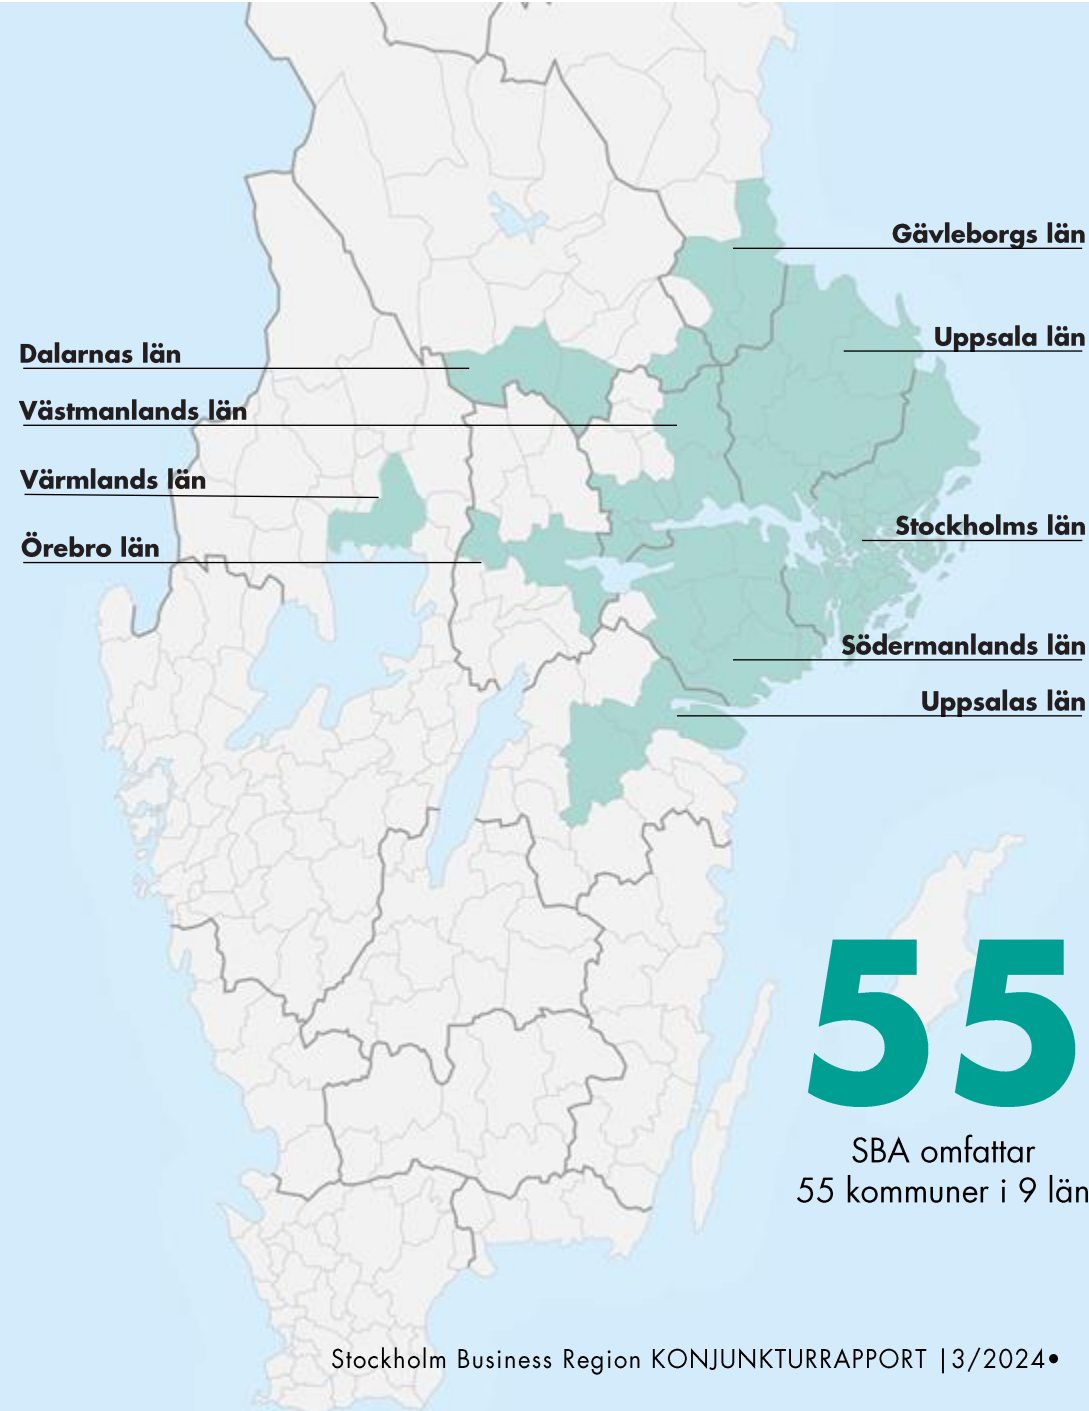 Gävleborgs län
Uppsala län
Dalarnas län
Västmanlands län
Värmlands län
Örebro län
Stockholms län
Södermanlands län
Uppsalas län
55
SBA omfattar
55 kommuner i 9 län
Stockholm Business Region KONJUNKTURRAPPORT |3/2024•